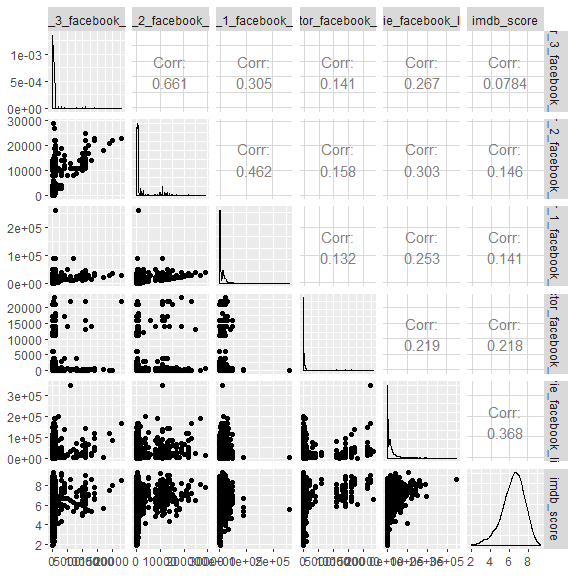 _3_facebook_ 2_facebook_ _1_facebook_ tor_facebook_ ie_facebook_l imdb_score
1e-03
5e-04
0e+00
Corr:
0.661
Corr:
0.305
Corr:
0.141
Corr:
0.267
Corr:
0.0784
r_3_facebook_
30000
20000
10000
0
Corr:
0.462
Corr:
0.158
Corr:
0.303
Corr:
0.146
_2_facebook_
2e+05
1e+05
0e+00
Corr:
0.132
Corr:
0.253
Corr:
0.141
_1_facebook_
20000
15000
10000
5000
0
Corr:
0.219
Corr:
0.218
tor_facebook_
3e+05
2e+05
1e+05
0e+00
Corr:
0.368
ie_facebook_li
8
6
4
2
imdb_score
2 4 6 8